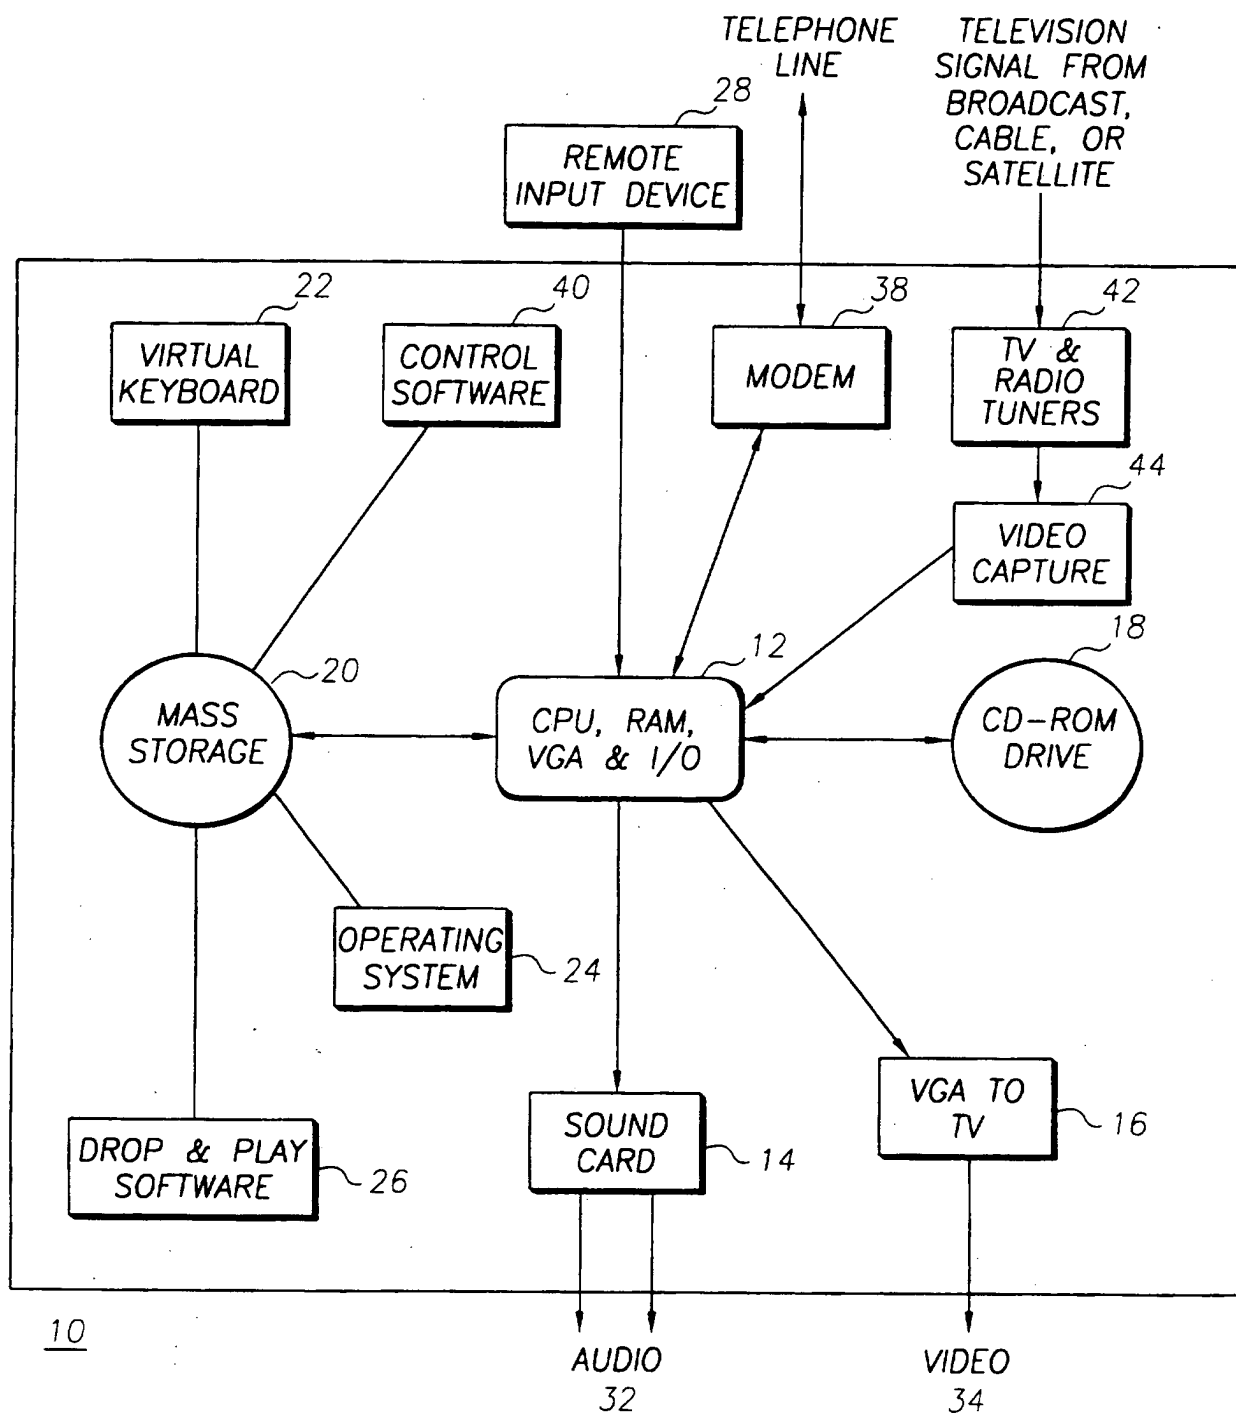 TELEPHONE
LINE
TELEVISION
SIGNAL FROM
BROADCAST,
CABLE, OR
SATELLITE
28
REMOTE
INPUT DEVICE
22
VIRTUAL
KEYBOARD
40
CONTROL
SOFTWARE
38
MODEM
42
TV &
RADIO
TUNERS
44
VIDEO
CAPTURE
20
MASS
STORAGE
12
CPU, RAM,
VGA & I/O
18
CD-ROM
DRIVE
OPERATING
SYSTEM
24
DROP & PLAY
SOFTWARE
26
SOUND
CARD
14
VGA TO
TV
16
10
AUDIO
32
VIDEO
34